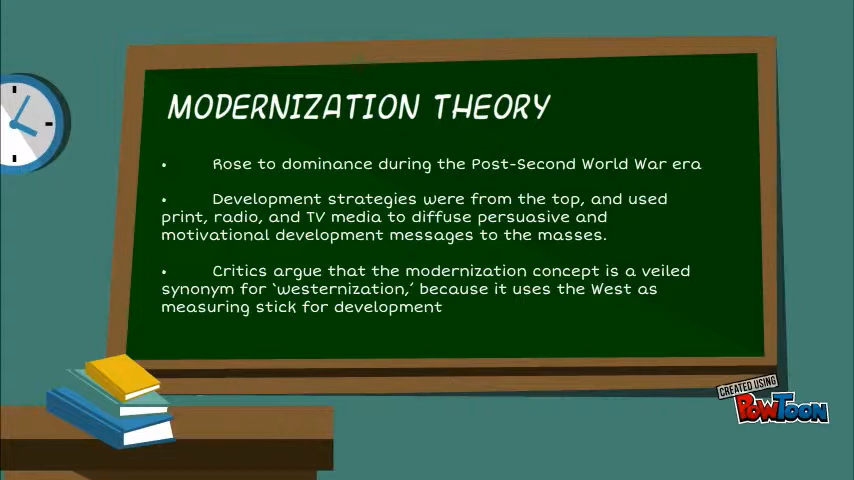 MODERNIZATION THEORY
• Rose to dominance during the Post-Second World War era
• Development strategies were from the top, and used
print, radio, and TV media to diffuse persuasive and
motivational development messages to the masses.
• Critics argue that the modernization concept is a veiled
synonym for ‘westernization,’ because it uses the West as
measuring stick for development
CREATED USING
POWTOON